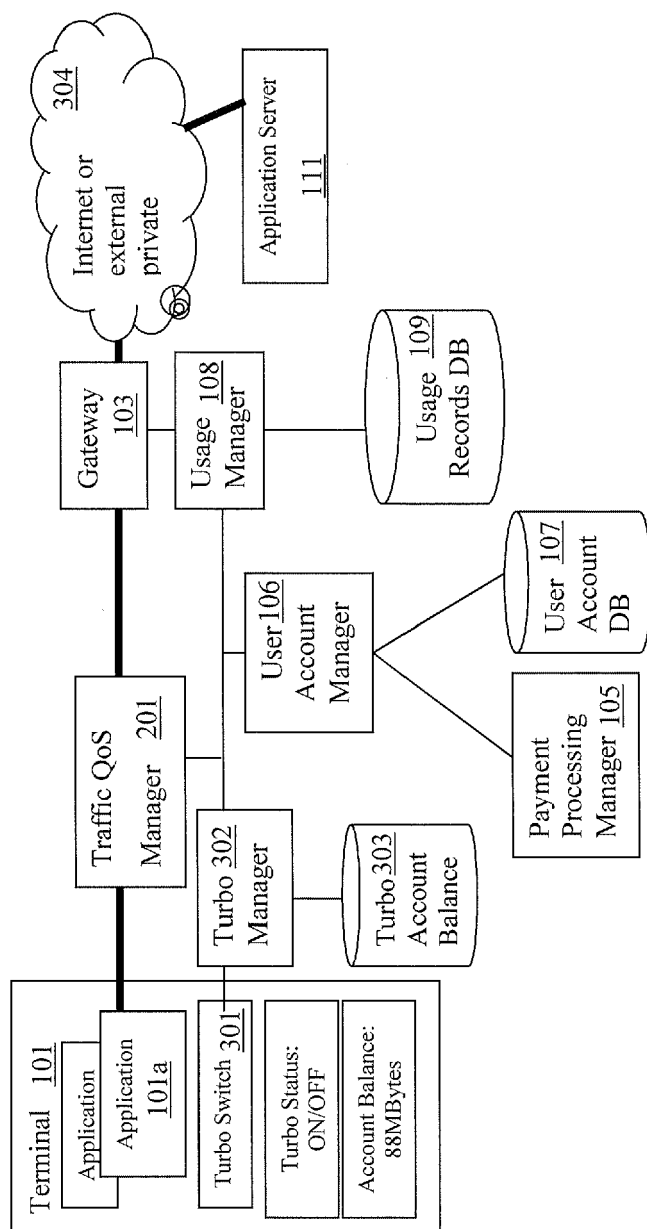 Terminal 101
Application
Application
101a
Turbo Switch 301
Turbo Status:
ON/OFF
Account Balance:
88MBytes
Traffic QoS
Manager 201
Turbo 302
Manager
Turbo 303
Account
Balance
User 106
Account
Manager
Payment
Processing
Manager 105
User 107
Account
DB
Gateway
103
Usage 108
Manager
Usage 109
Records DB
Internet or
external
private
304
Application Server
111